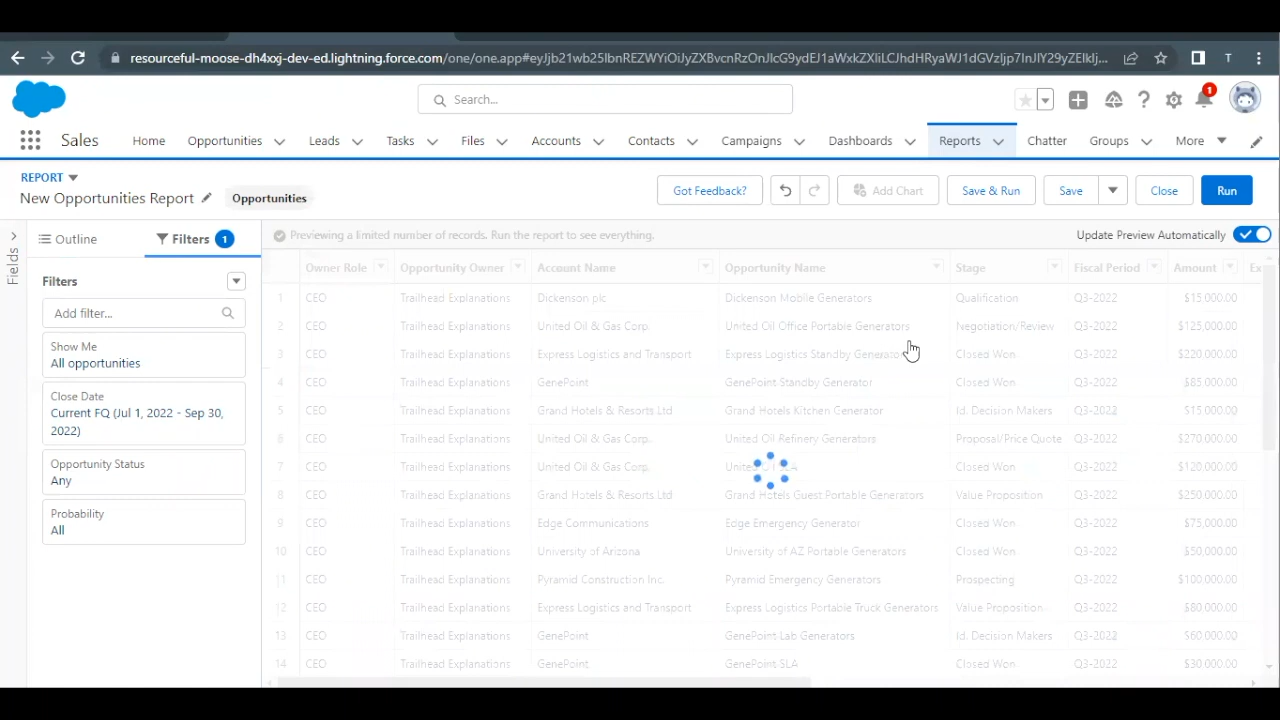 resourceful-moose-dh4xxj-dev-ed.lightning.force.com
Search...
1
T
Sales
Home
Opportunities
Leads
Tasks
Files
Accounts
Contacts
Campaigns
Dashboards
Reports
Chatter
Groups
More
REPORT
New Opportunities Report
Opportunities
Got Feedback?
Add Chart
Save & Run
Save
Close
Run
Fields
Outline
Filters 1
Previewing a limited number of records. Run the report to see everything.
Update Preview Automatically
Filters
Add filter...
Show Me
All opportunities
Close Date
Current FQ (Jul 1, 2022 - Sep 30,
2022)
Opportunity Status
Any
Probability
All
Owner Role Opportunity Owner Account Name Opportunity Name Stage Fiscal Period Amount Ex
1 CEO Trailhead Explanations Dickenson plc Dickenson Mobile Generators Qualification Q3-2022 $15,000.00
2 CEO Trailhead Explanations United Oil & Gas Corp. United Oil Office Portable Generators Negotiation/Review Q3-2022 $125,000.00
3 CEO Trailhead Explanations Express Logistics and Transport Express Logistics Standby Generator Closed Won Q3-2022 $220,000.00
4 CEO Trailhead Explanations GenePoint GenePoint Standby Generator Closed Won Q3-2022 $85,000.00
5 CEO Trailhead Explanations Grand Hotels & Resorts Ltd Grand Hotels Kitchen Generator Id. Decision Makers Q3-2022 $15,000.00
6 CEO Trailhead Explanations United Oil & Gas Corp. United Oil Refinery Generators Proposal/Price Quote Q3-2022 $270,000.00
7 CEO Trailhead Explanations United Oil & Gas Corp. United Closed Won Q3-2022 $120,000.00
8 CEO Trailhead Explanations Grand Hotels & Resorts Ltd Grand Hotels Guest Portable Generators Value Proposition Q3-2022 $250,000.00
9 CEO Trailhead Explanations Edge Communications Edge Emergency Generator Closed Won Q3-2022 $75,000.00
10 CEO Trailhead Explanations University of Arizona University of AZ Portable Generators Closed Won Q3-2022 $50,000.00
11 CEO Trailhead Explanations Pyramid Construction Inc. Pyramid Emergency Generators Prospecting Q3-2022 $100,000.00
12 CEO Trailhead Explanations Express Logistics and Transport Express Logistics Portable Truck Generators Value Proposition Q3-2022 $80,000.00
13 CEO Trailhead Explanations GenePoint GenePoint Lab Generators Id. Decision Makers Q3-2022 $60,000.00
14 CEO Trailhead Explanations GenePoint GenePoint SLA Closed Won Q3-2022 $30,000.00